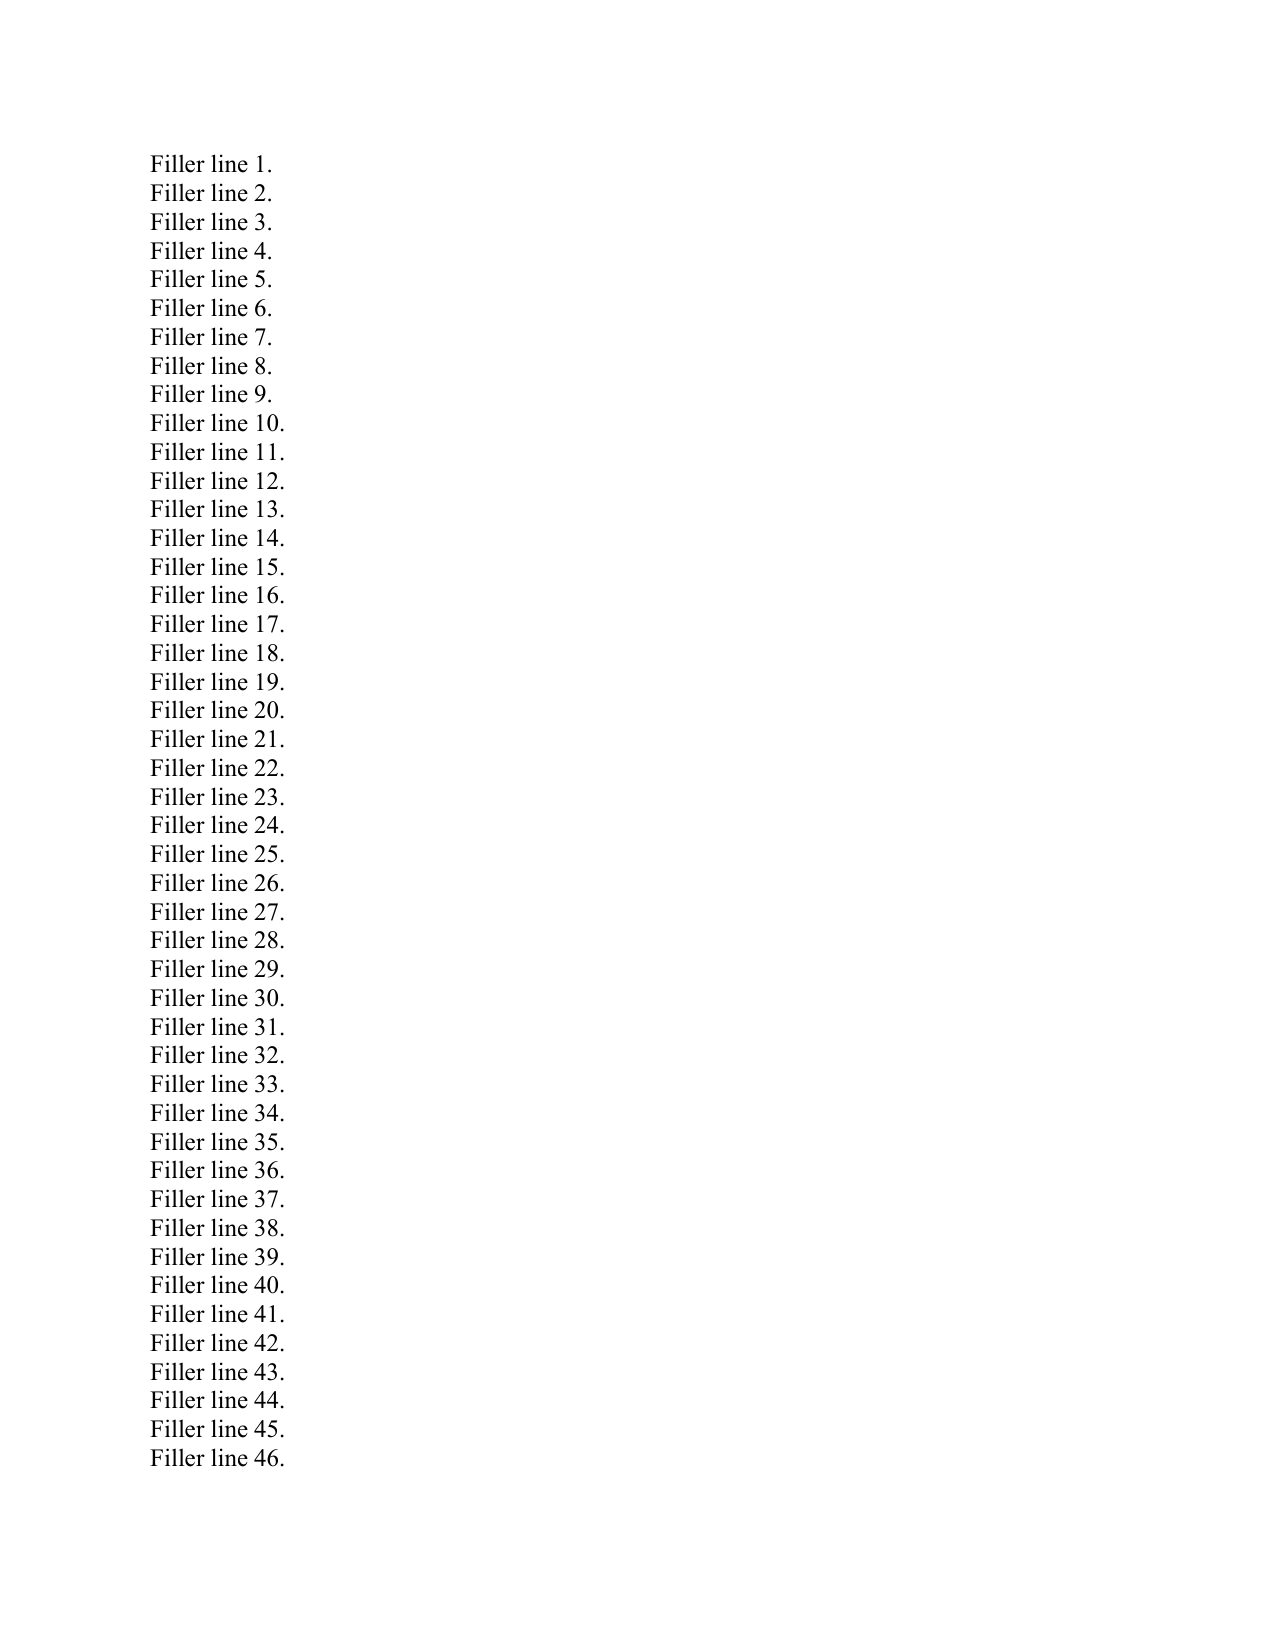 Filler line 1.
Filler line 2.
Filler line 3.
Filler line 4.
Filler line 5.
Filler line 6.
Filler line 7.
Filler line 8.
Filler line 9.
Filler line 10.
Filler line 11.
Filler line 12.
Filler line 13.
Filler line 14.
Filler line 15.
Filler line 16.
Filler line 17.
Filler line 18.
Filler line 19.
Filler line 20.
Filler line 21.
Filler line 22.
Filler line 23.
Filler line 24.
Filler line 25.
Filler line 26.
Filler line 27.
Filler line 28.
Filler line 29.
Filler line 30.
Filler line 31.
Filler line 32.
Filler line 33.
Filler line 34.
Filler line 35.
Filler line 36.
Filler line 37.
Filler line 38.
Filler line 39.
Filler line 40.
Filler line 41.
Filler line 42.
Filler line 43.
Filler line 44.
Filler line 45.
Filler line 46.